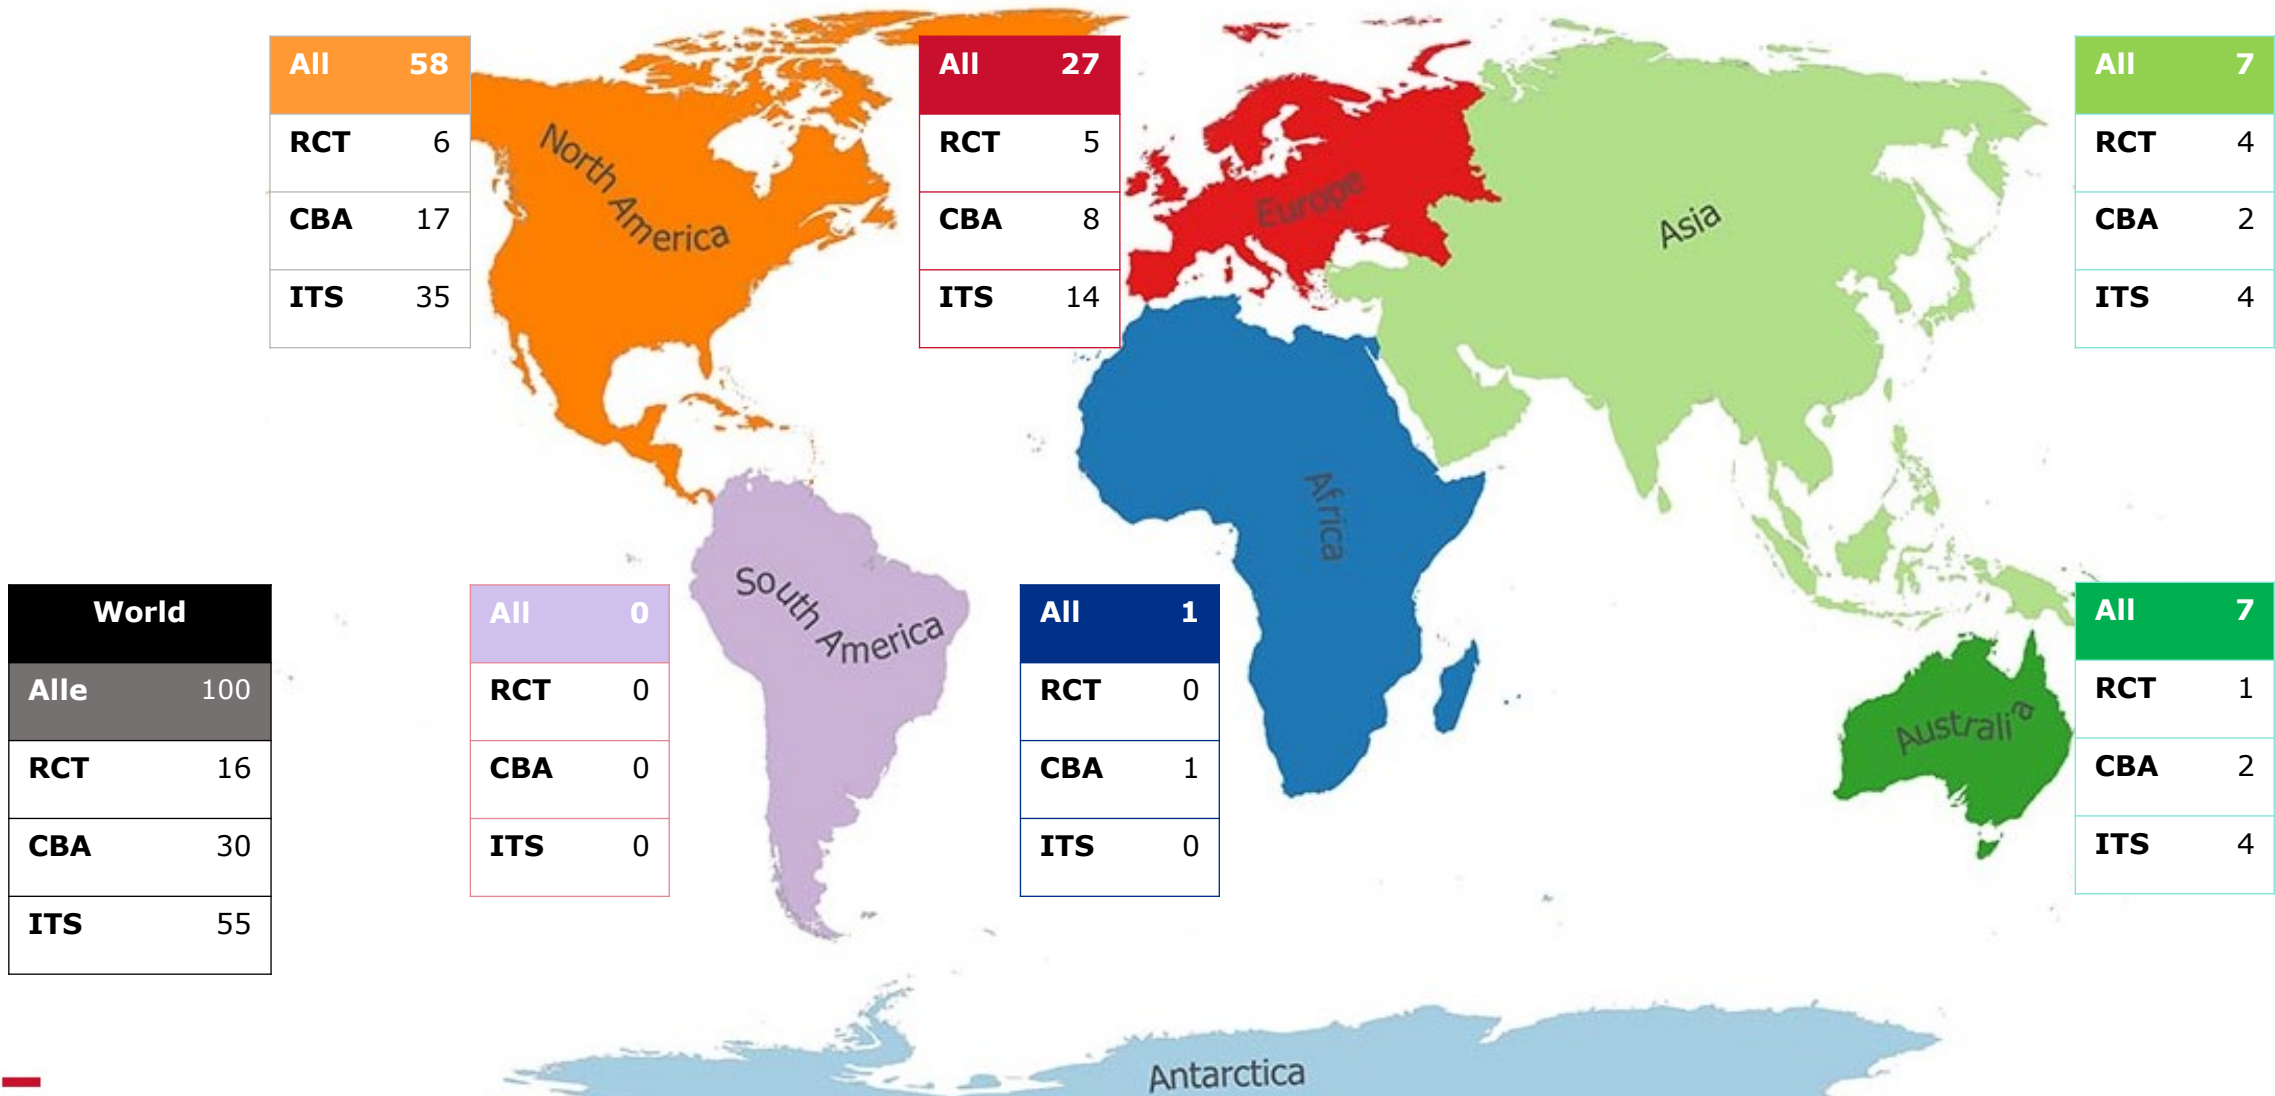 All 58
RCT 6
CBA 17
ITS 35
North America
All 27
RCT 5
CBA 8
ITS 14
Europe
Asia
All 7
RCT 4
CBA 2
ITS 4
Africa
World
Alle 100
RCT 16
CBA 30
ITS 55
All 0
RCT 0
CBA 0
ITS 0
South America
All 1
RCT 0
CBA 1
ITS 0
Australia
All 7
RCT 1
CBA 2
ITS 4
Antarctica